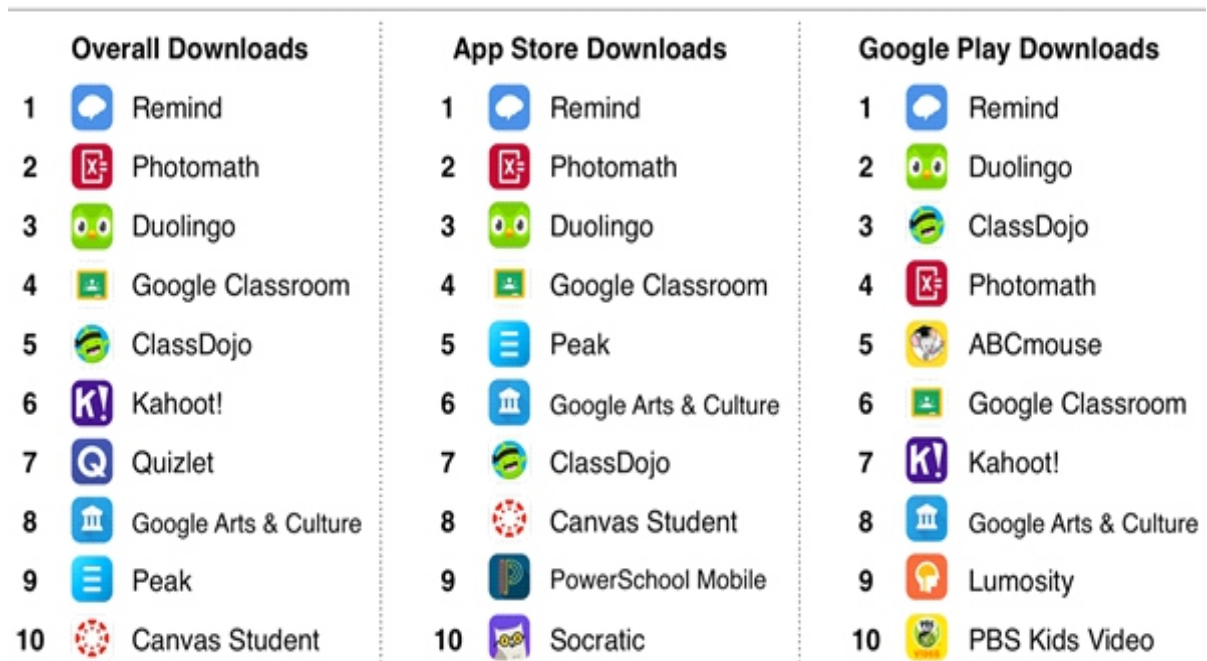 Overall Downloads
1 Remind
2 Photomath
3 Duolingo
4 Google Classroom
5 ClassDojo
6 K! Kahoot!
7 Q Quizlet
8 Google Arts & Culture
9 Peak
10 Canvas Student
App Store Downloads
1 Remind
2 Photomath
3 Duolingo
4 Google Classroom
5 Peak
6 Google Arts & Culture
7 ClassDojo
8 Canvas Student
9 PowerSchool Mobile
10 Socratic
Google Play Downloads
1 Remind
2 Duolingo
3 ClassDojo
4 Photomath
5 ABCmouse
6 Google Classroom
7 K! Kahoot!
8 Google Arts & Culture
9 Lumosity
10 PBS Kids Video